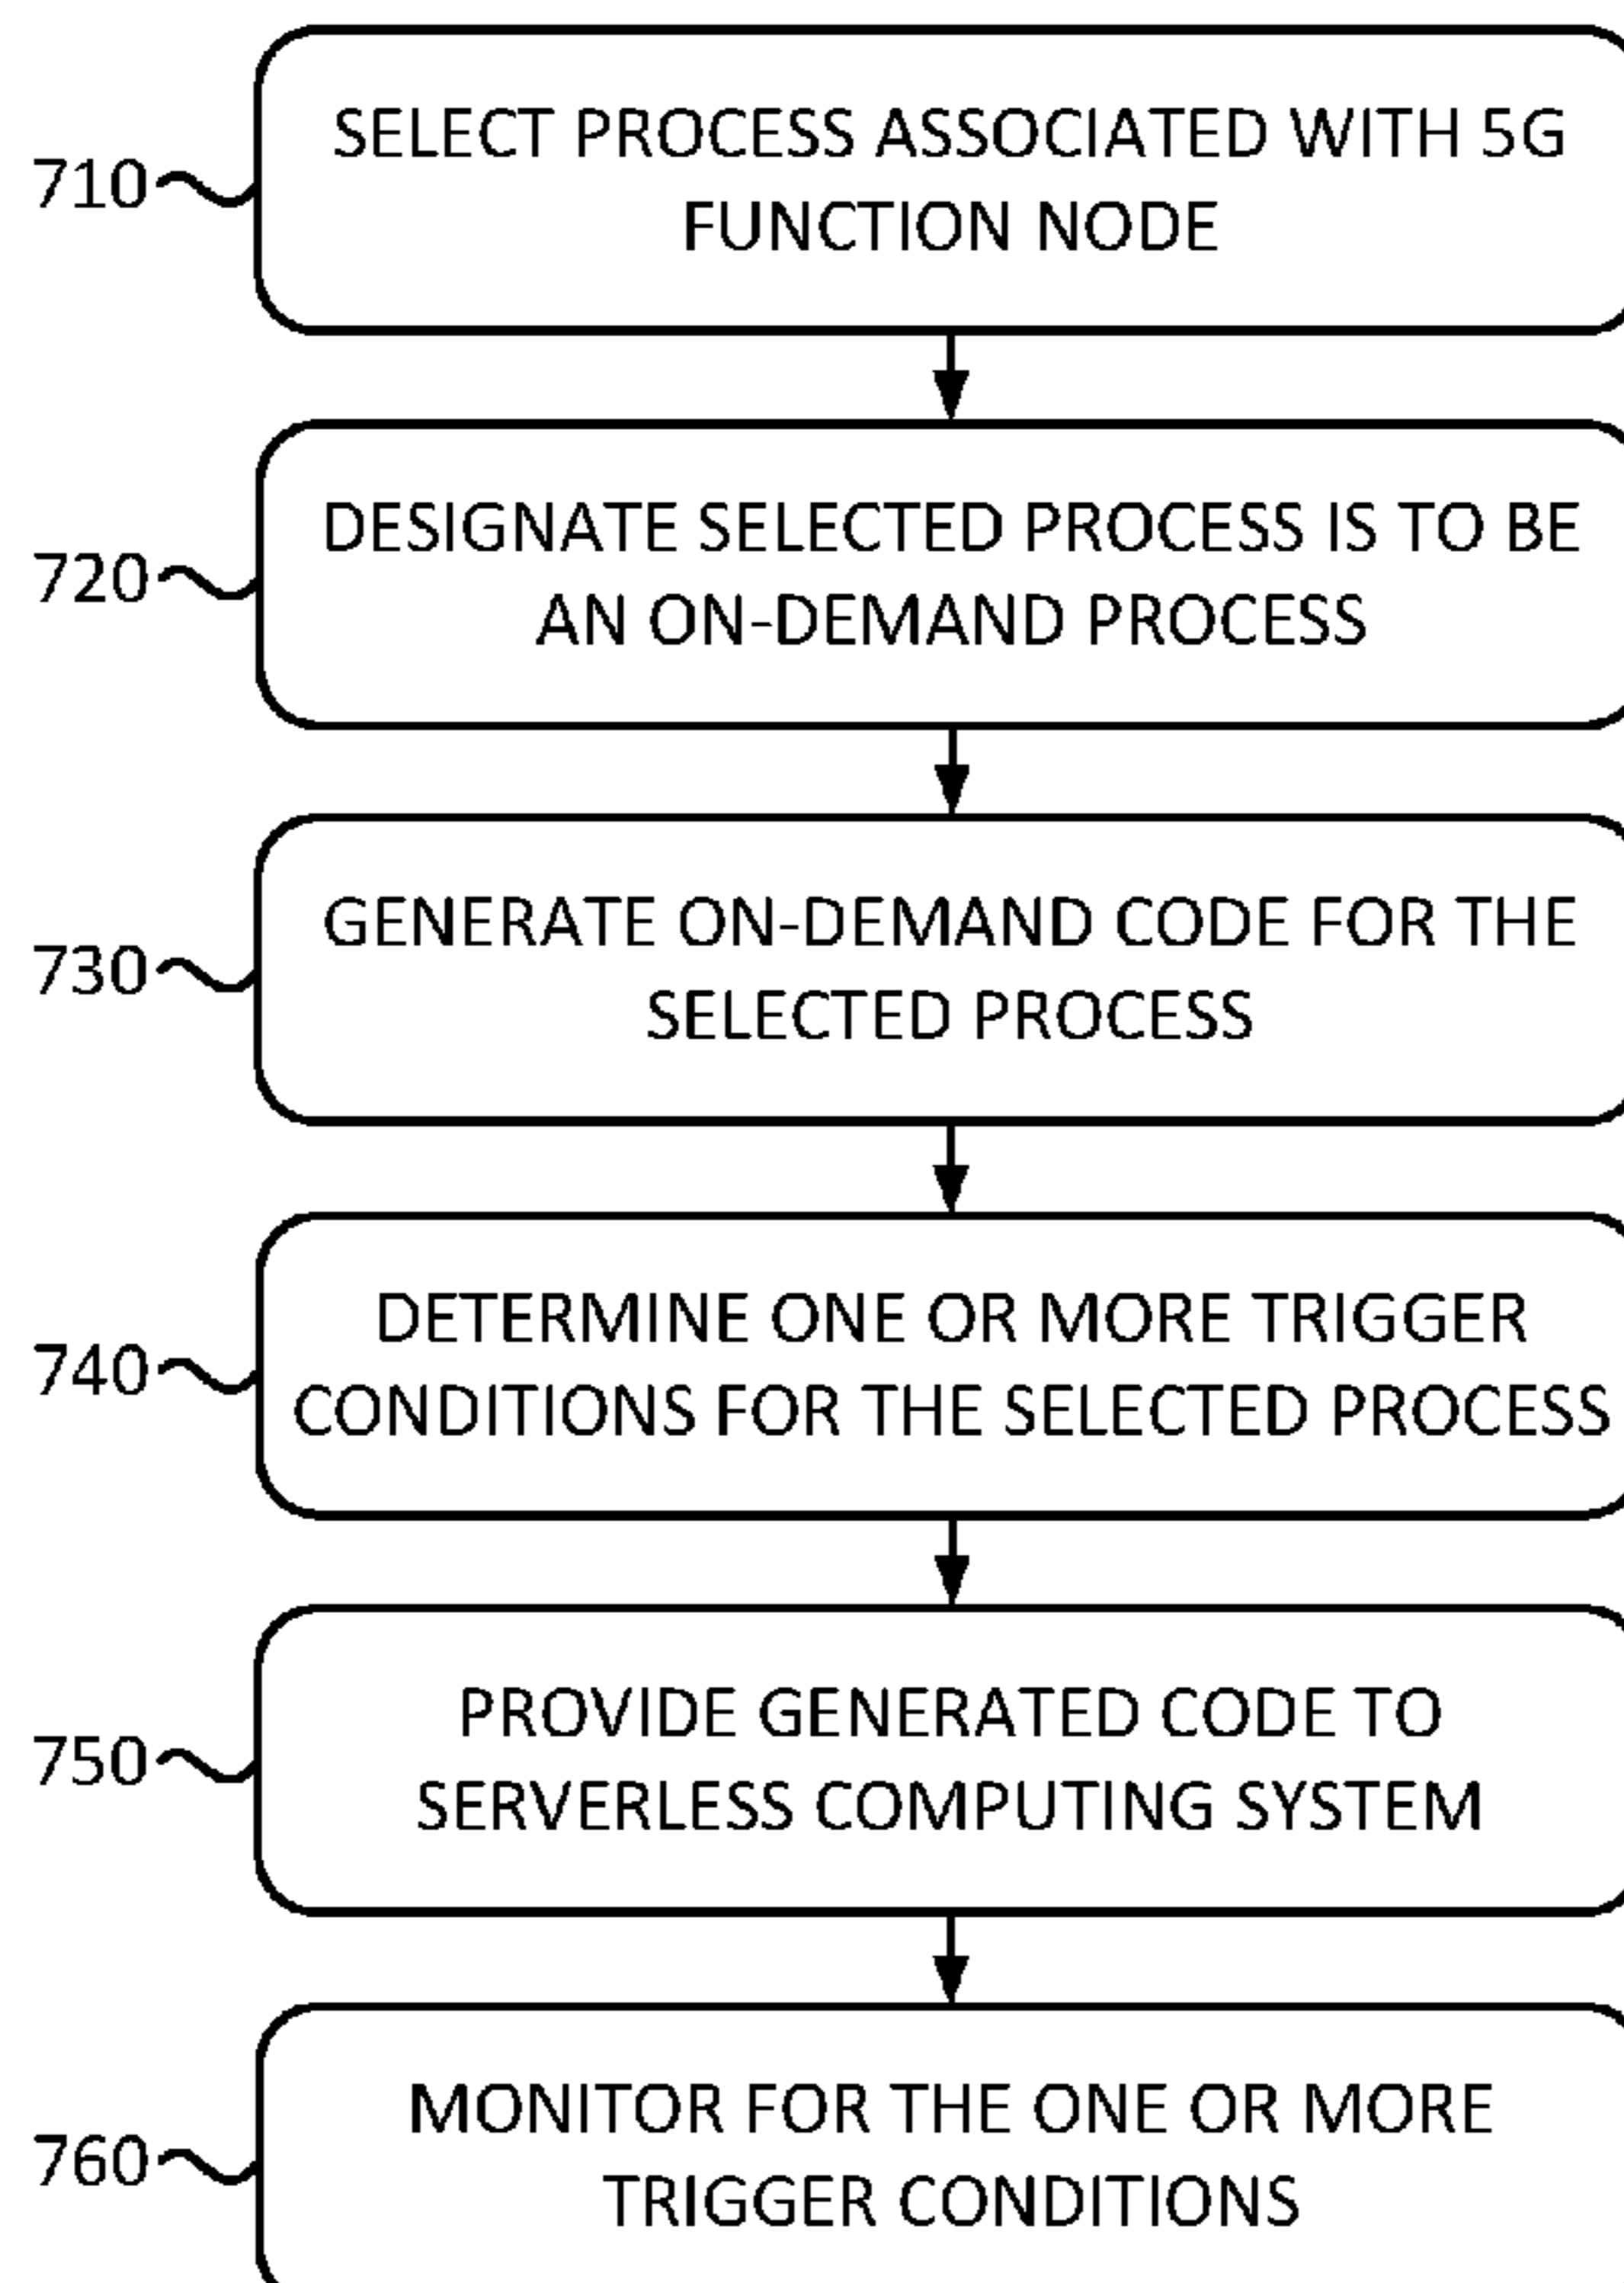 710
SELECT PROCESS ASSOCIATED WITH 5G
FUNCTION NODE
720
DESIGNATE SELECTED PROCESS IS TO BE
AN ON-DEMAND PROCESS
730
GENERATE ON-DEMAND CODE FOR THE
SELECTED PROCESS
740
DETERMINE ONE OR MORE TRIGGER
CONDITIONS FOR THE SELECTED PROCESS
750
PROVIDE GENERATED CODE TO
SERVERLESS COMPUTING SYSTEM
760
MONITOR FOR THE ONE OR MORE
TRIGGER CONDITIONS